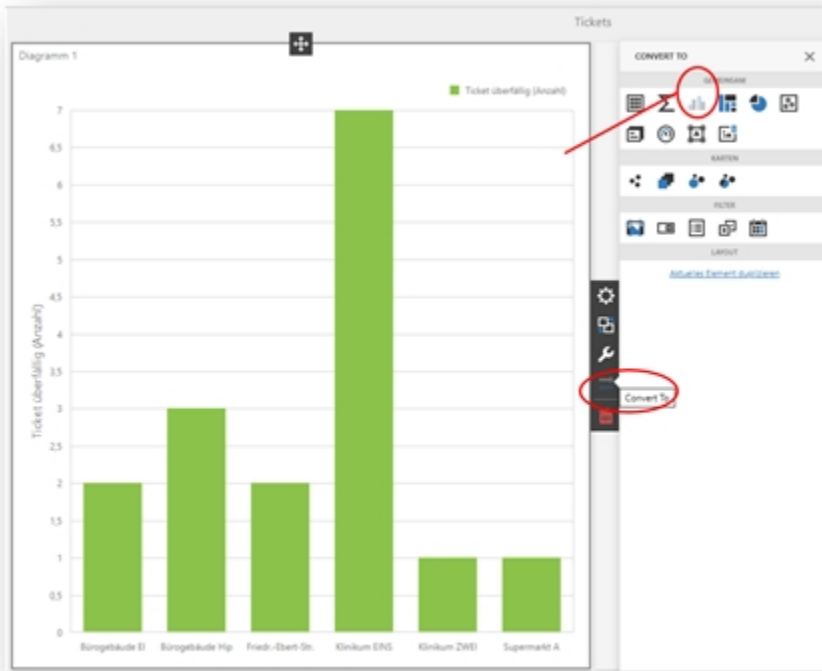 Tickets
Diagramm 1
CONVERT TO
GEMEINSAM
Ticket überfällig (Anzahl)
KARTEN
FILTER
LAYOUT
Aktuelles Element duplizieren
Convert To
Ticket überfällig (Anzahl)
7
6,5
6
5,5
5
4,5
4
3,5
3
2,5
2
1,5
1
0,5
0
Bürogebäude El
Bürogebäude Hip
Friedr.-Ebert-Str.
Klinikum EINS
Klinikum ZWEI
Supermarkt A